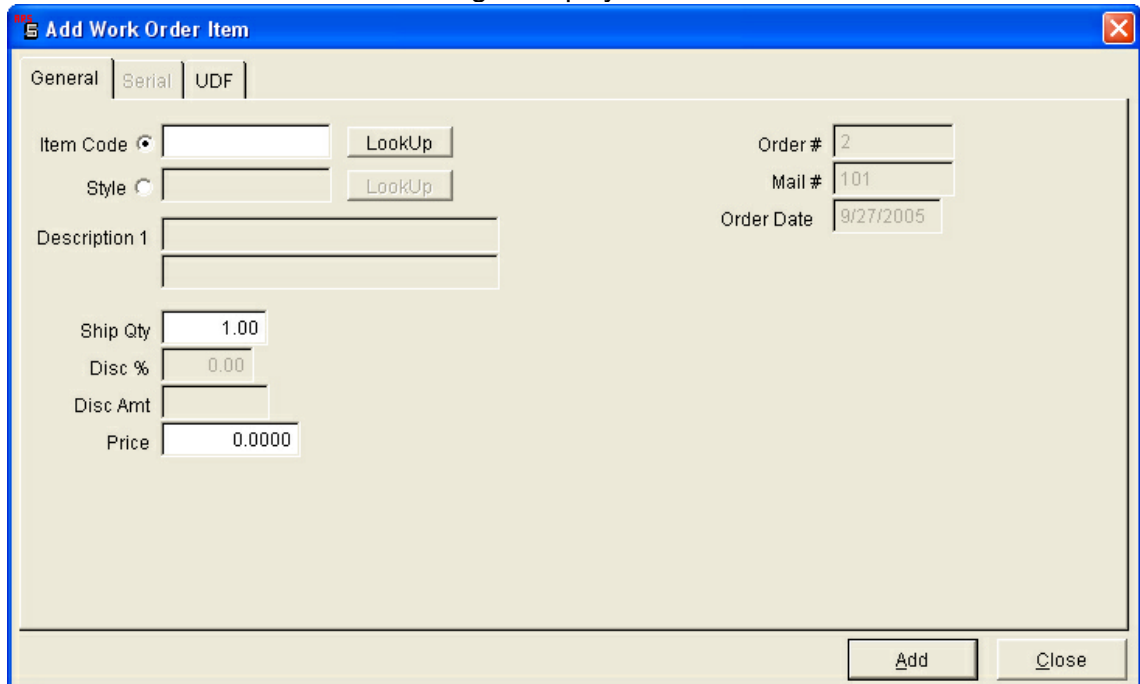 Add Work Order Item
General Serial UDF
Item Code LookUp Order # 2
Style LookUp Mail # 101
Order Date 9/27/2005
Description 1
Ship Qty 1.00
Disc % 0.00
Disc Amt
Price 0.0000
Add Close